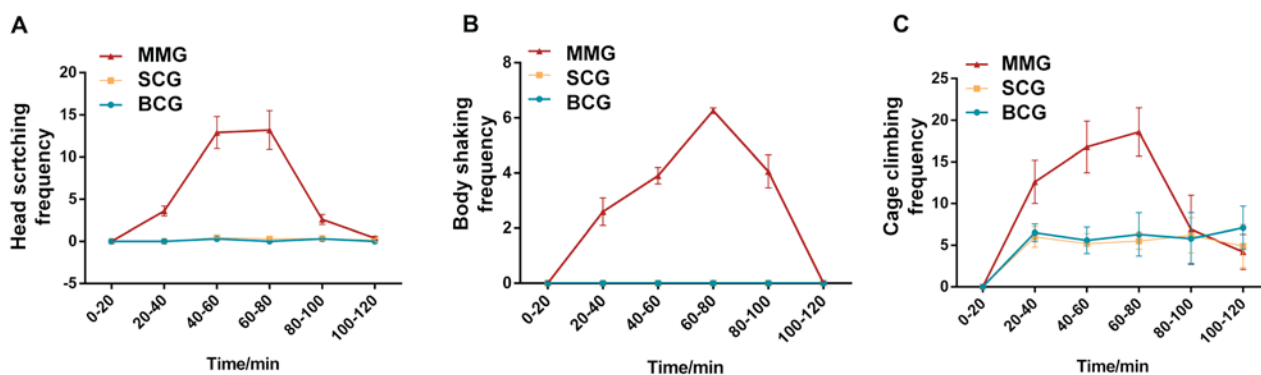 A
MMG
SCG
BCG
Head scrtching
frequency
20
15
10
5
0
-5
0-20
20-40
40-60
60-80
80-100
100-120
Time/min
B
MMG
SCG
BCG
Body shaking
frequency
8
6
4
2
0
0-20
20-40
40-60
60-80
80-100
100-120
Time/min
C
MMG
SCG
BCG
Cage climbing
frequency
25
20
15
10
5
0
0-20
20-40
40-60
60-80
80-100
100-120
Time/min